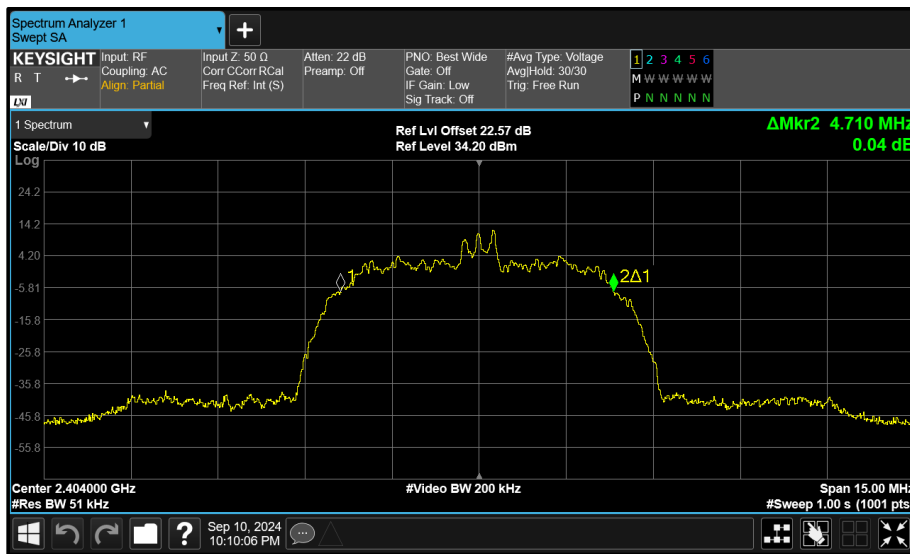 Spectrum Analyzer 1
Swept SA
+
KEYSIGHT
R T
LXI
Input: RF
Coupling: AC
Align: Partial
Input Z: 50 Ω
Corr CCorr RCal
Freq Ref: Int (S)
Atten: 22 dB
Preamp: Off
PNO: Best Wide
Gate: Off
IF Gain: Low
Sig Track: Off
#Avg Type: Voltage
Avg|Hold: 30/30
Trig: Free Run
1 2 3 4 5 6
M W W W W W
P N N N N N
1 Spectrum
Scale/Div 10 dB
Log
Ref Lvl Offset 22.57 dB
Ref Level 34.20 dBm
ΔMkr2 4.710 MHz
0.04 dB
24.2
14.2
4.20
-5.81
-15.8
-25.8
-35.8
-45.8
-55.8
1
2Δ1
Center 2.404000 GHz
#Res BW 51 kHz
#Video BW 200 kHz
Span 15.00 MHz
#Sweep 1.00 s (1001 pts
?
Sep 10, 2024
10:10:06 PM